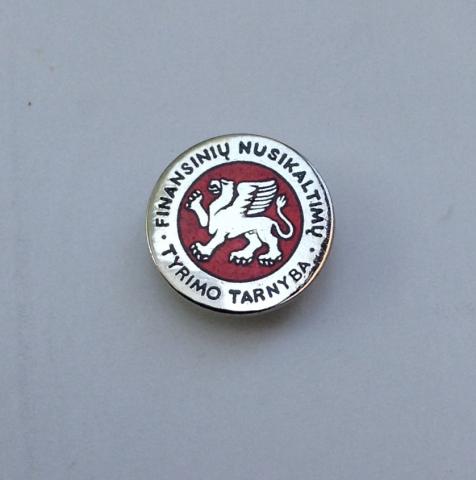 FINANSINIŲ NUSIKALTIMŲ
TYRIMO TARNYBA